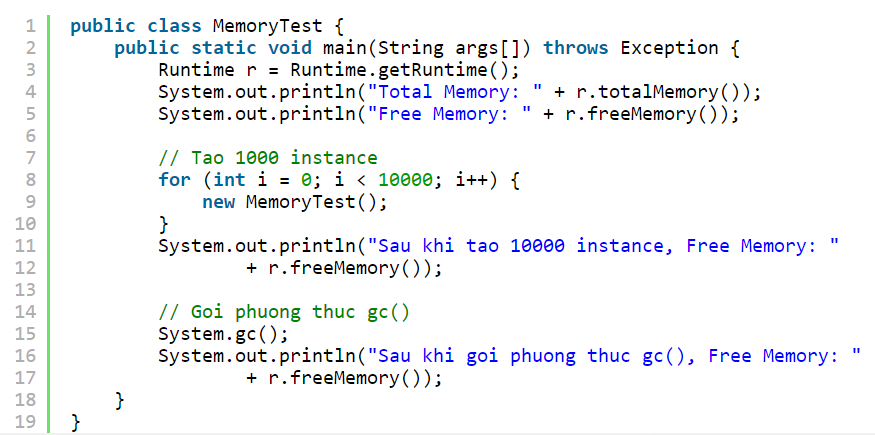 1 public class MemoryTest {
2 public static void main(String args[]) throws Exception {
3 Runtime r = Runtime.getRuntime();
4 System.out.println("Total Memory: " + r.totalMemory());
5 System.out.println("Free Memory: " + r.freeMemory());
6
7 // Tao 1000 instance
8 for (int i = 0; i < 10000; i++) {
9 new MemoryTest();
10 }
11 System.out.println("Sau khi tao 10000 instance, Free Memory: "
12 + r.freeMemory());
13
14 // Goi phuong thuc gc()
15 System.gc();
16 System.out.println("Sau khi goi phuong thuc gc(), Free Memory: "
17 + r.freeMemory());
18 }
19 }